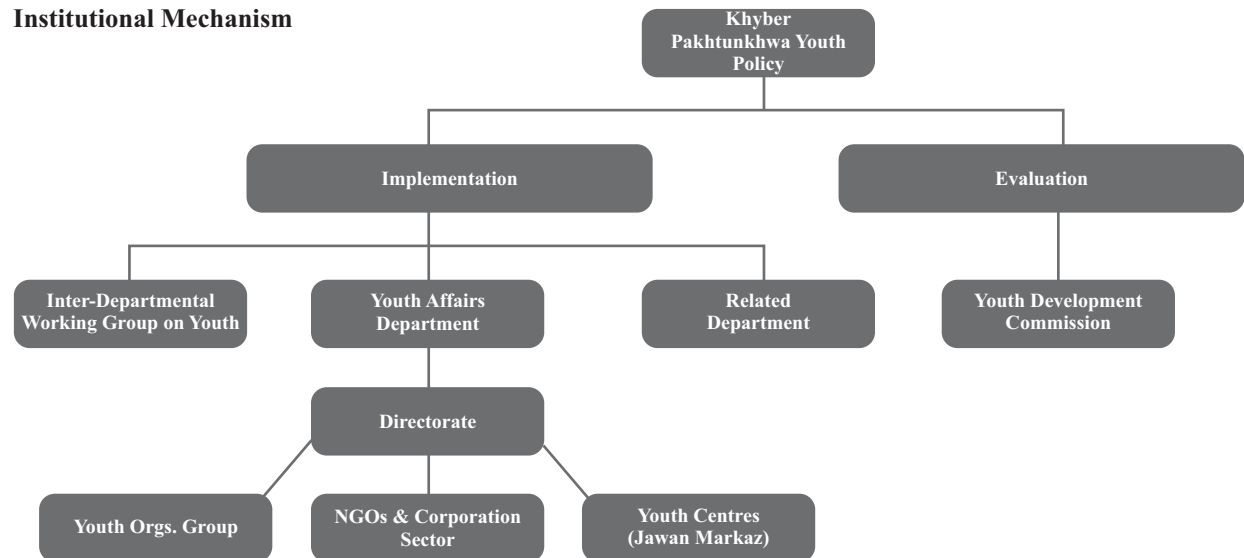 Institutional Mechanism
Khyber
Pakhtunkhwa Youth
Policy
Implementation
Evaluation
Inter-Departmental
Working Group on Youth
Youth Affairs
Department
Related
Department
Youth Development
Commission
Directorate
Youth Orgs. Group
NGOs & Corporation
Sector
Youth Centres
(Jawan Markaz)